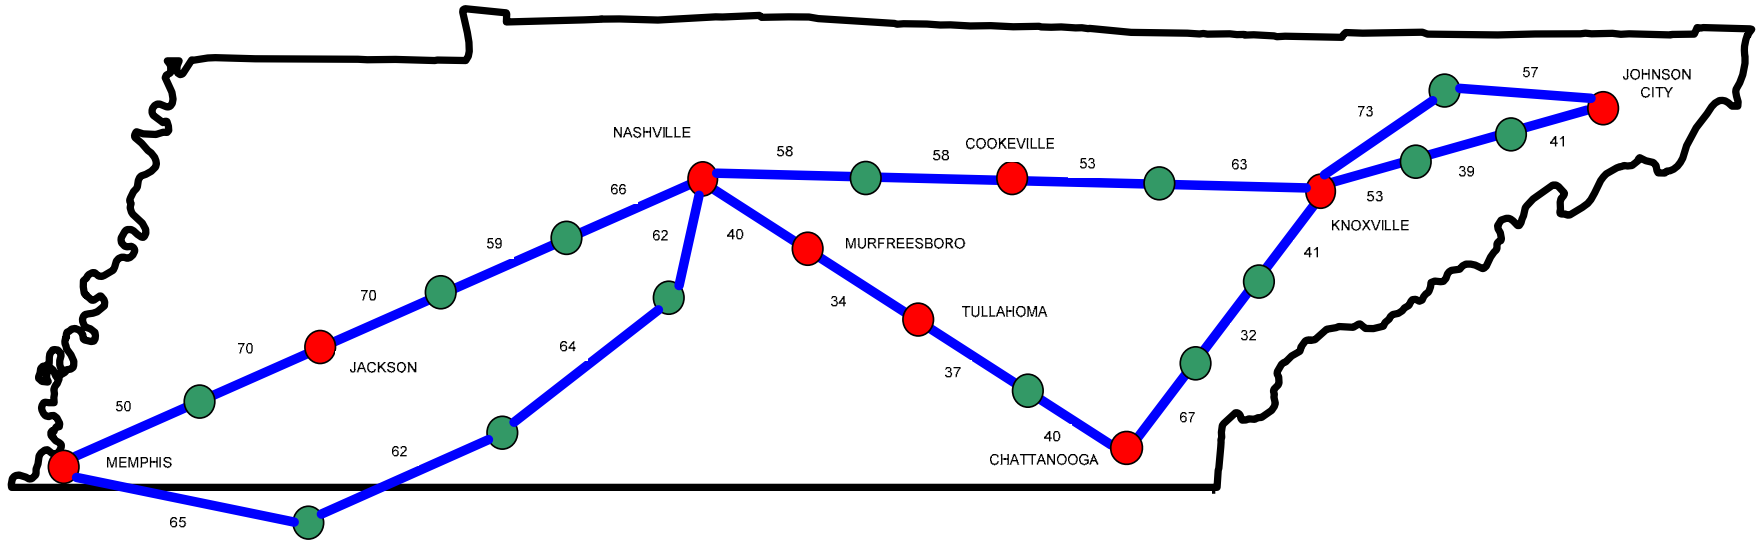 57
JOHNSON
CITY
73
NASHVILLE
58
58
COOKEVILLE
53
63
41
39
53
66
KNOXVILLE
62
40
MURFREESBORO
59
41
70
34
TULLAHOMA
32
70
64
JACKSON
37
50
67
40
62
MEMPHIS
CHATTANOOGA
65